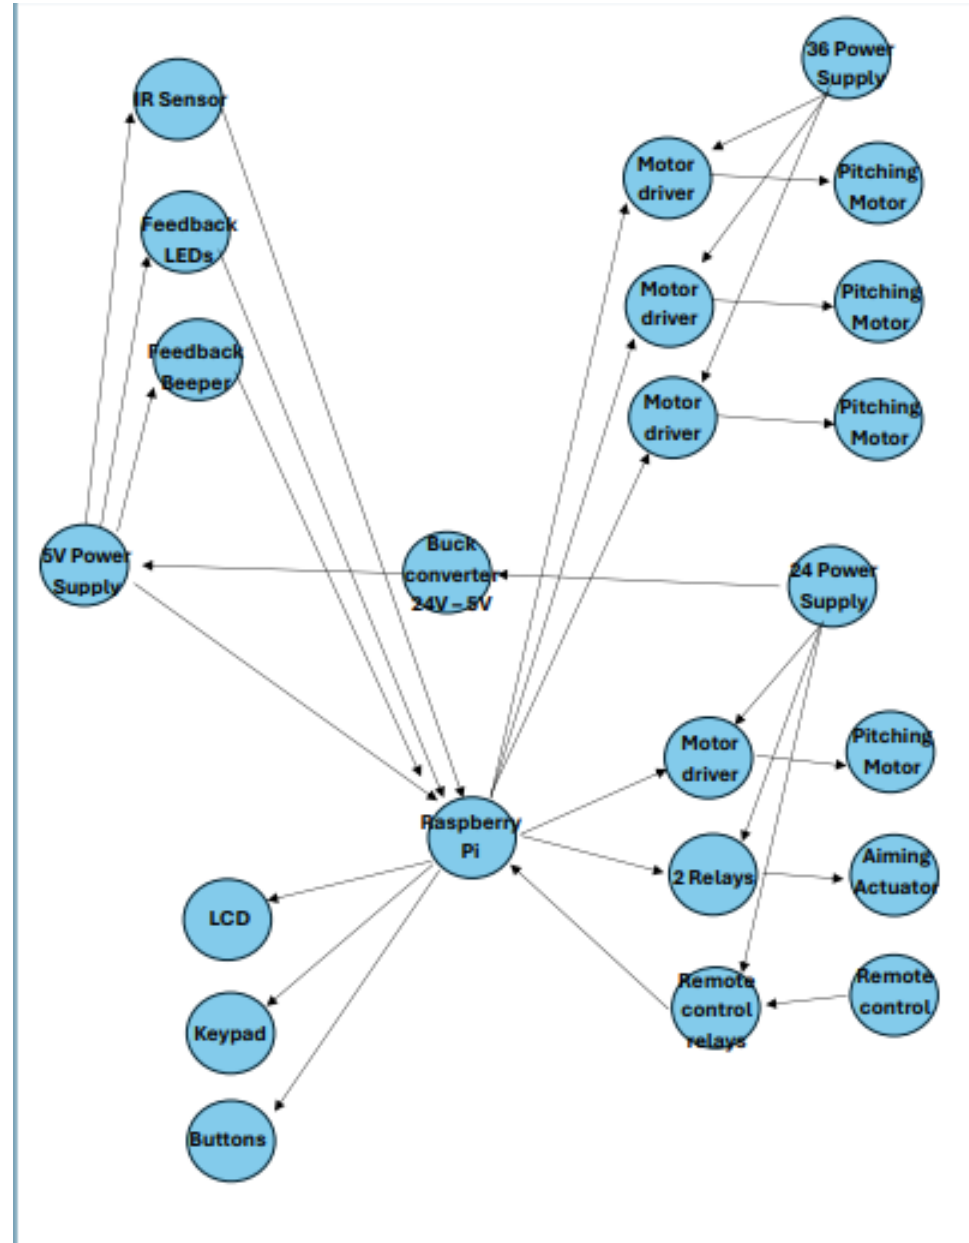 36 Power
Supply
IR Sensor
Motor
driver
Pitching
Motor
Feedback
LEDs
Motor
driver
Pitching
Motor
Feedback
Beeper
Motor
driver
Pitching
Motor
5V Power
Supply
Buck
converter
24V – 5V
24 Power
Supply
Motor
driver
Pitching
Motor
Raspberry
Pi
2 Relays
Aiming
Actuator
LCD
Remote
control
relays
Remote
control
Keypad
Buttons